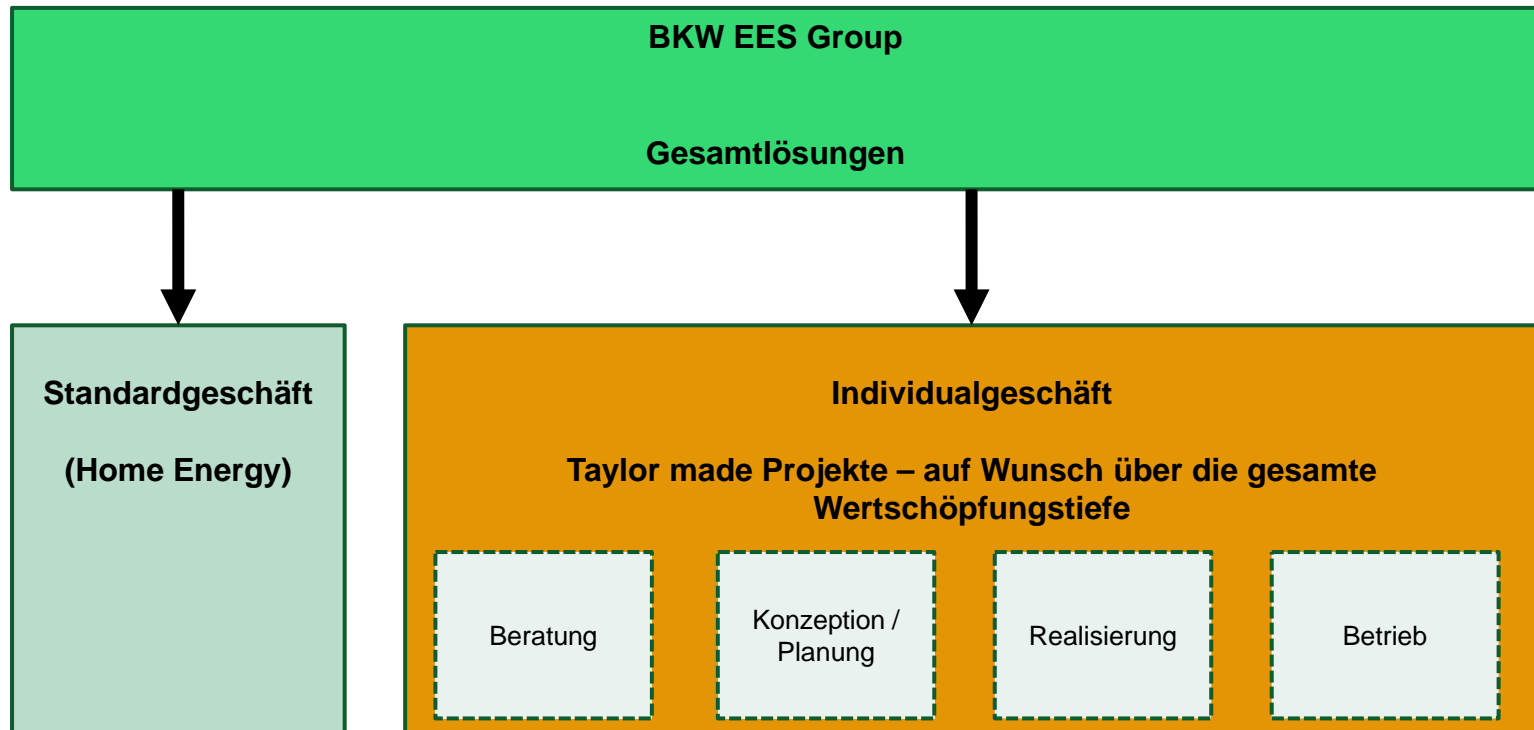 BKW EES Group
Gesamtlösungen
Standardgeschäft
(Home Energy)
Individualgeschäft
Taylor made Projekte – auf Wunsch über die gesamte
Wertschöpfungstiefe
Beratung
Konzeption /
Planung
Realisierung
Betrieb